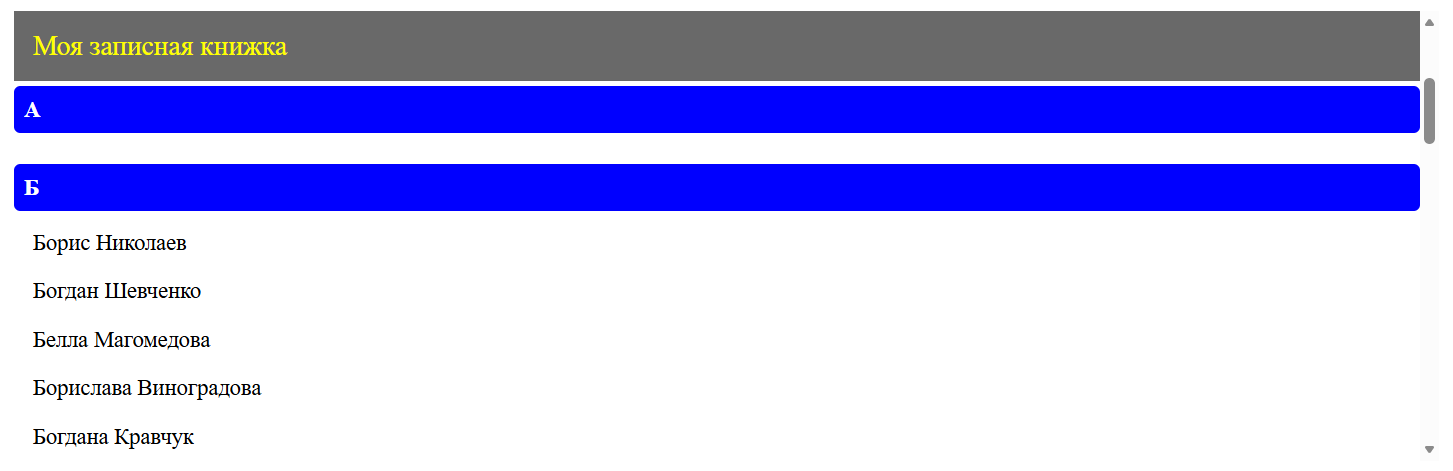 Моя записная книжка
А
Б
Борис Николаев
Богдан Шевченко
Белла Магомедова
Борислава Виноградова
Богдана Кравчук